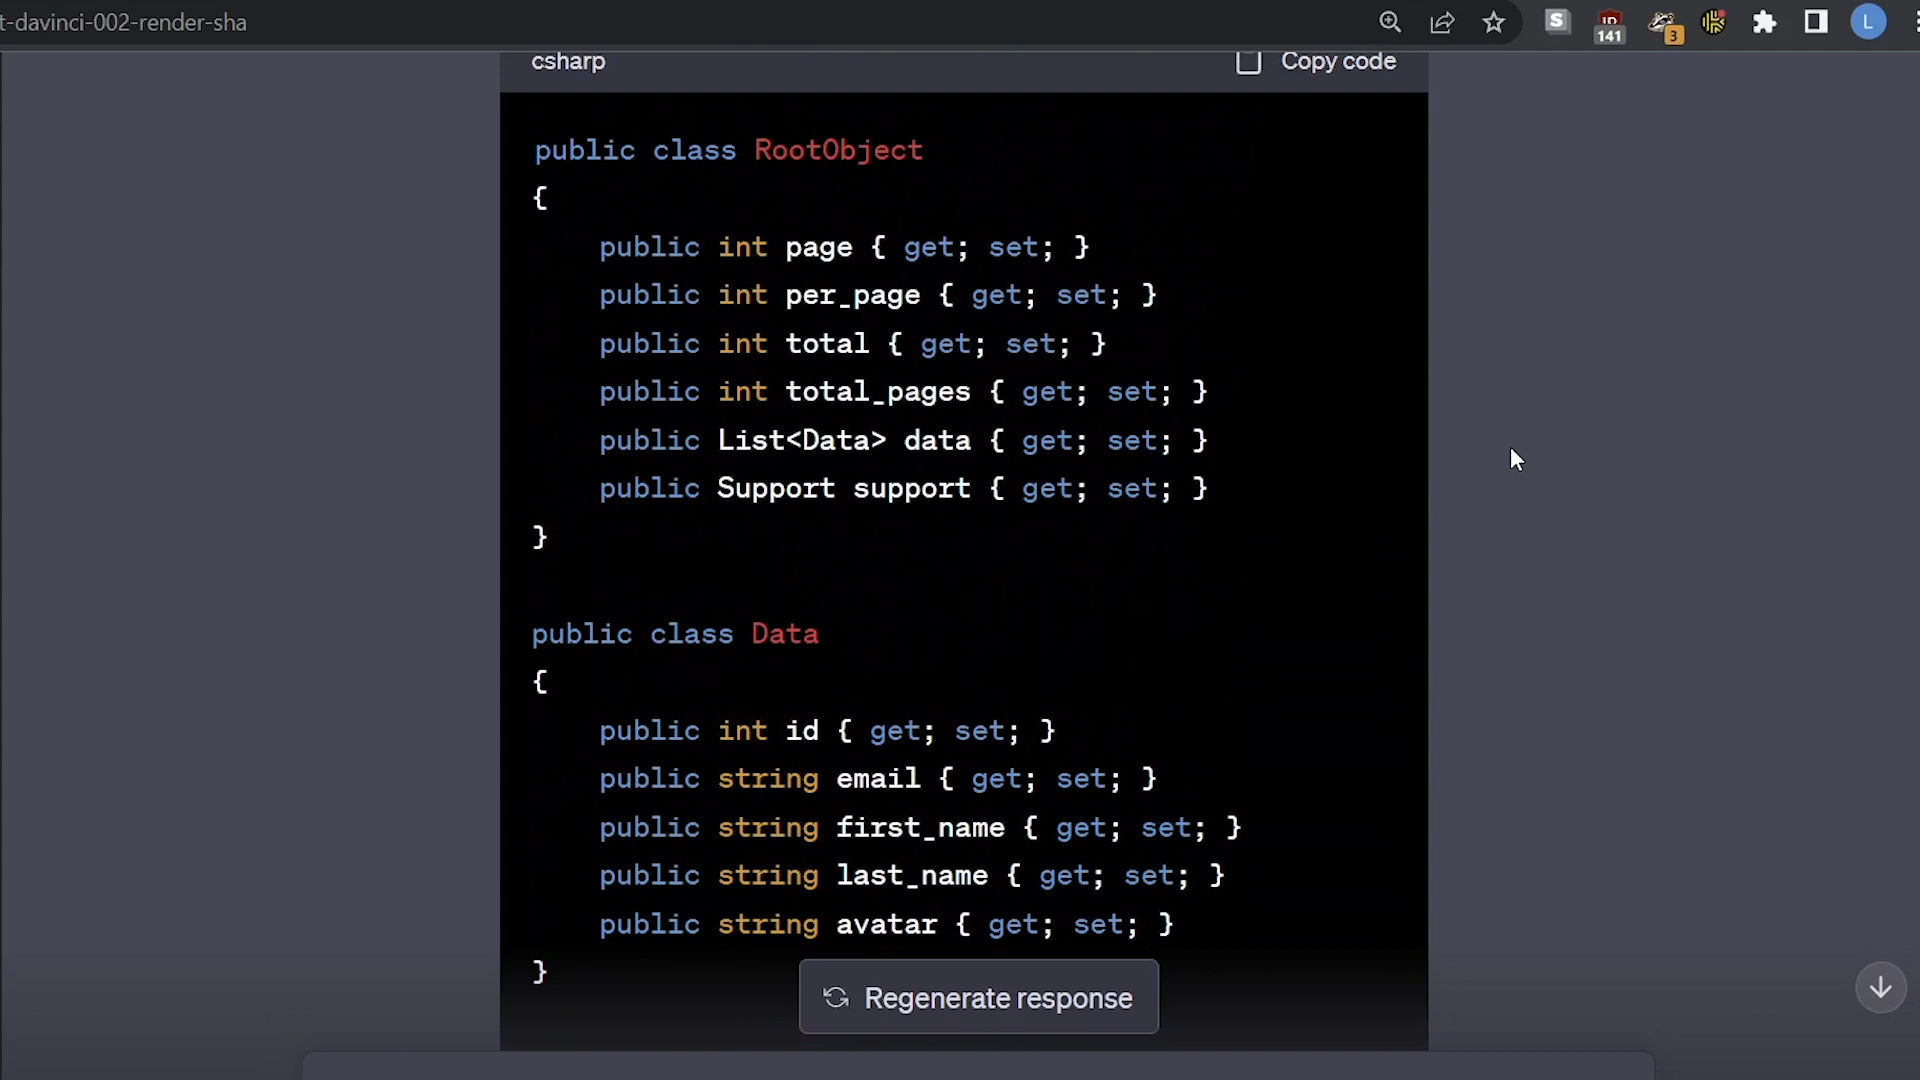 t-davinci-002-render-sha
S
141
3
L
csharp
Copy code
public class RootObject
{
    public int page { get; set; }
    public int per_page { get; set; }
    public int total { get; set; }
    public int total_pages { get; set; }
    public List<Data> data { get; set; }
    public Support support { get; set; }
}
public class Data
{
    public int id { get; set; }
    public string email { get; set; }
    public string first_name { get; set; }
    public string last_name { get; set; }
    public string avatar { get; set; }
}
Regenerate response